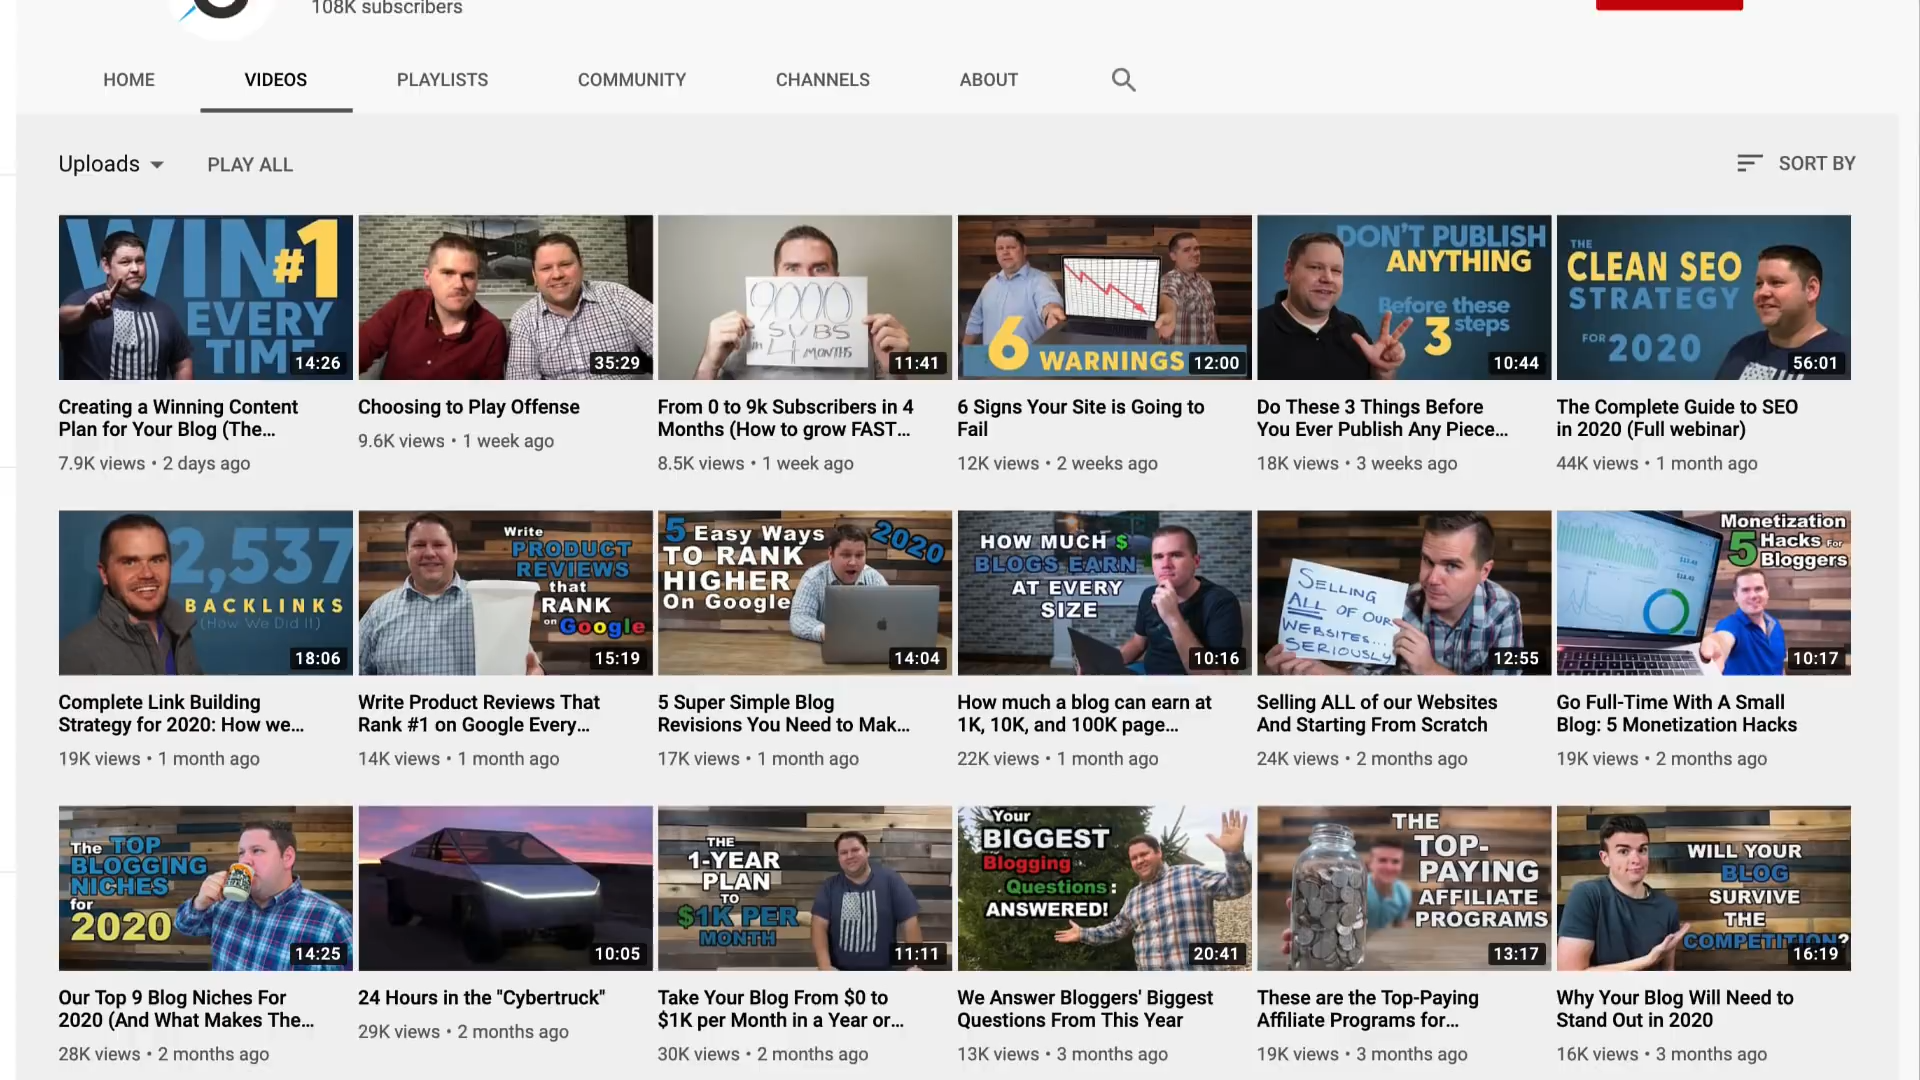 108K subscribers
HOME VIDEOS PLAYLISTS COMMUNITY CHANNELS ABOUT
Uploads PLAY ALL SORT BY
WIN
#1
EVERY
TIME
14:26
Creating a Winning Content
Plan for Your Blog (The...
7.9K views • 2 days ago
35:29
Choosing to Play Offense
9.6K views • 1 week ago
9000
SUBS
in 4
MONTHS
11:41
From 0 to 9k Subscribers in 4
Months (How to grow FAST...
8.5K views • 1 week ago
6 WARNINGS
12:00
6 Signs Your Site is Going to
Fail
12K views • 2 weeks ago
DON'T PUBLISH
ANYTHING
Before these
3 steps
10:44
Do These 3 Things Before
You Ever Publish Any Piece...
18K views • 3 weeks ago
THE
CLEAN SEO
STRATEGY
FOR 2020
56:01
The Complete Guide to SEO
in 2020 (Full webinar)
44K views • 1 month ago
2,537
BACKLINKS
(How We Did It)
18:06
Complete Link Building
Strategy for 2020: How we...
19K views • 1 month ago
Write
PRODUCT
REVIEWS
that
RANK
on Google
15:19
Write Product Reviews That
Rank #1 on Google Every...
14K views • 1 month ago
5 Easy Ways
TO RANK
HIGHER
On Google
2020
14:04
5 Super Simple Blog
Revisions You Need to Mak...
17K views • 1 month ago
HOW MUCH $
BLOGS EARN
AT EVERY
SIZE
10:16
How much a blog can earn at
1K, 10K, and 100K page...
22K views • 1 month ago
SELLING
ALL OF OUR
WEBSITES...
SERIOUSLY
12:55
Selling ALL of our Websites
And Starting From Scratch
24K views • 2 months ago
Monetization
5 Hacks For
Bloggers
10:17
Go Full-Time With A Small
Blog: 5 Monetization Hacks
19K views • 2 months ago
The TOP
BLOGGING
NICHES
for
2020
14:25
Our Top 9 Blog Niches For
2020 (And What Makes The...
28K views • 2 months ago
10:05
24 Hours in the "Cybertruck"
29K views • 2 months ago
THE
1-YEAR
PLAN
TO
$1K PER
MONTH
11:11
Take Your Blog From $0 to
$1K per Month in a Year or...
30K views • 2 months ago
Your
BIGGEST
Blogging
Questions:
ANSWERED!
20:41
We Answer Bloggers' Biggest
Questions From This Year
13K views • 3 months ago
THE
TOP-
PAYING
AFFILIATE
PROGRAMS
13:17
These are the Top-Paying
Affiliate Programs for...
19K views • 3 months ago
WILL YOUR
BLOG
SURVIVE
THE
COMPETITION?
16:19
Why Your Blog Will Need to
Stand Out in 2020
16K views • 3 months ago